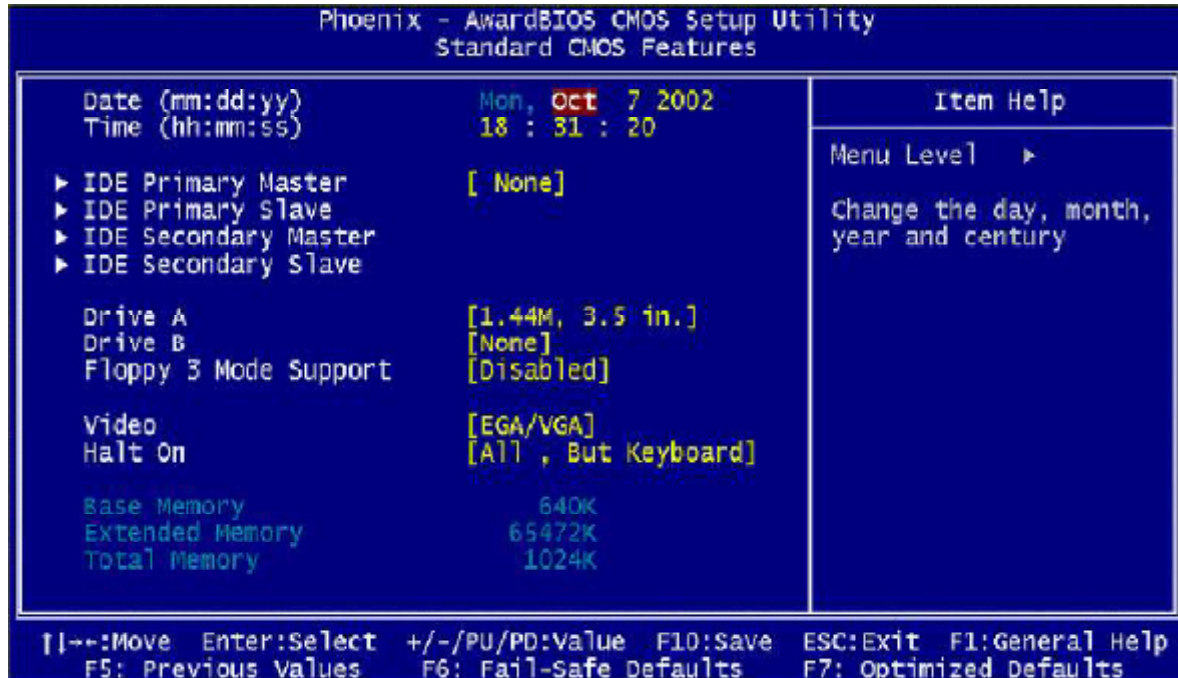 Phoenix - AwardBIOS CMOS Setup Utility
Standard CMOS Features
Date (mm:dd:yy) Mon, Oct 7 2002
Time (hh:mm:ss) 18 : 31 : 20
▶ IDE Primary Master [ None]
▶ IDE Primary Slave
▶ IDE Secondary Master
▶ IDE Secondary Slave
Drive A [1.44M, 3.5 in.]
Drive B [None]
Floppy 3 Mode Support [Disabled]
Video [EGA/VGA]
Halt On [All , But Keyboard]
Base Memory 640K
Extended Memory 65472K
Total Memory 1024K
Item Help
Menu Level ▶
Change the day, month,
year and century
↑↓→←:Move Enter:Select +/-/PU/PD:Value F10:Save ESC:Exit F1:General Help
F5: Previous Values F6: Fail-Safe Defaults F7: Optimized Defaults